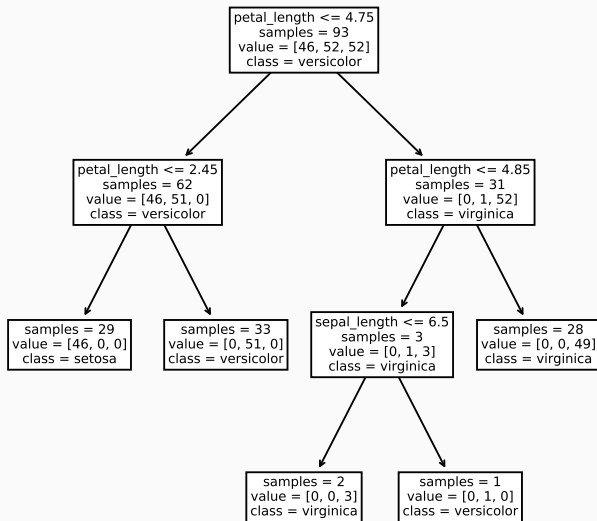 petal_length <= 4.75
samples = 93
value = [46, 52, 52]
class = versicolor
petal_length <= 2.45
samples = 62
value = [46, 51, 0]
class = versicolor
petal_length <= 4.85
samples = 31
value = [0, 1, 52]
class = virginica
samples = 29
value = [46, 0, 0]
class = setosa
samples = 33
value = [0, 51, 0]
class = versicolor
sepal_length <= 6.5
samples = 3
value = [0, 1, 3]
class = virginica
samples = 28
value = [0, 0, 49]
class = virginica
samples = 2
value = [0, 0, 3]
class = virginica
samples = 1
value = [0, 1, 0]
class = versicolor